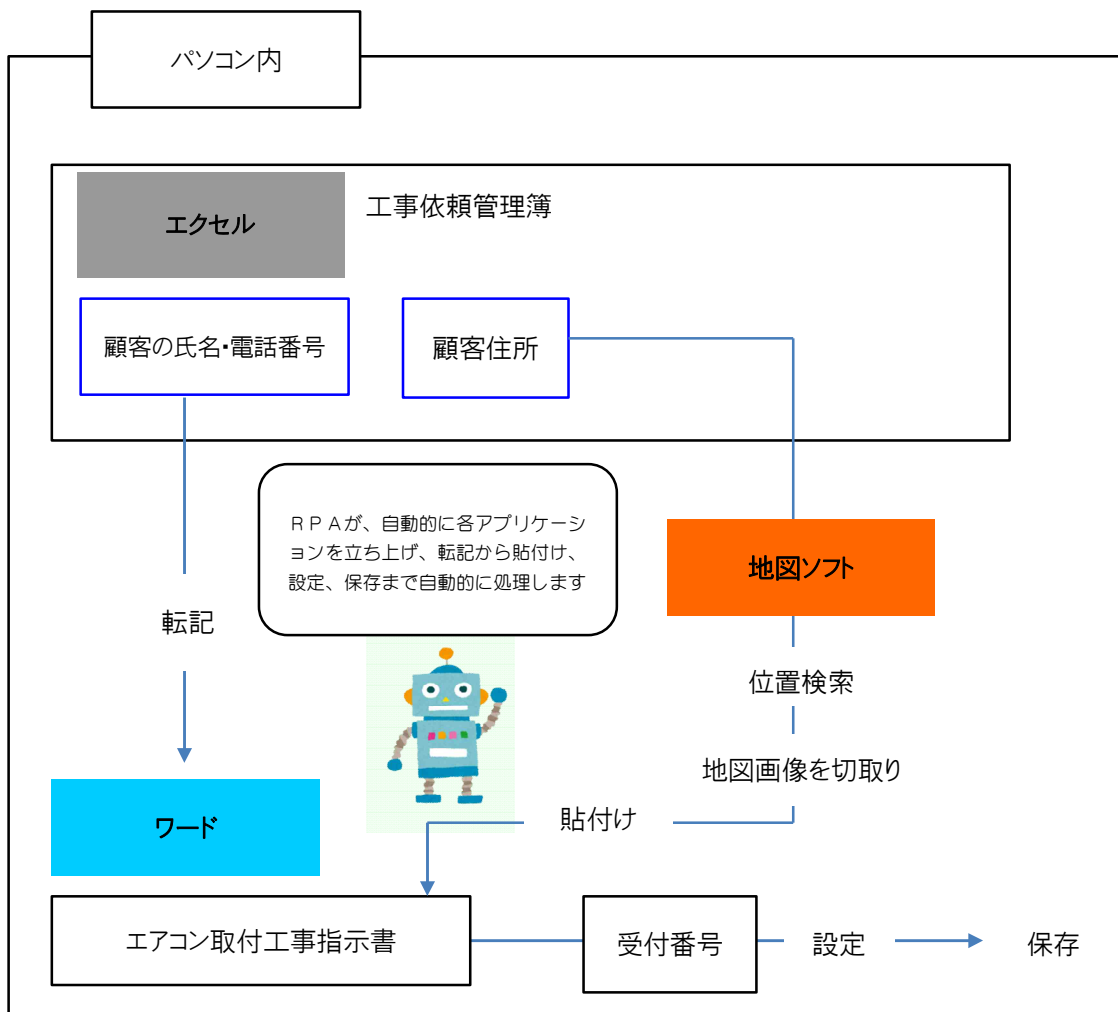 パソコン内
エクセル
工事依頼管理簿
顧客の氏名・電話番号
顧客住所
ＲＰＡが、自動的に各アプリケーシ
ョンを立ち上げ、転記から貼付け、
設定、保存まで自動的に処理します
地図ソフト
転記
位置検索
地図画像を切取り
貼付け
ワード
エアコン取付工事指示書
受付番号
設定
保存